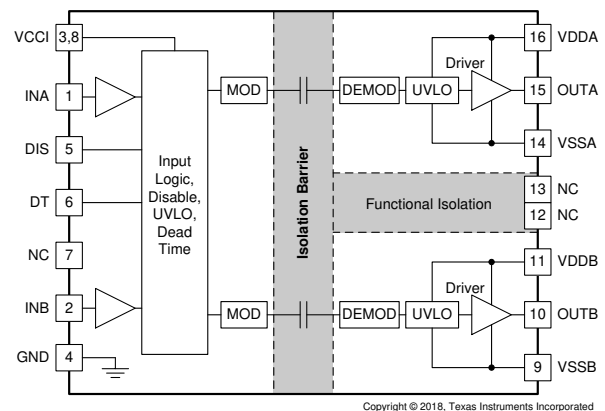 VCCI 3,8
INA 1
DIS 5
DT 6
NC 7
INB 2
GND 4
Input
Logic,
Disable,
UVLO,
Dead
Time
MOD
MOD
Isolation Barrier
DEMOD UVLO Driver
16 VDDA
15 OUTA
14 VSSA
Functional Isolation
13 NC
12 NC
DEMOD UVLO Driver
11 VDDB
10 OUTB
9 VSSB
Copyright © 2018, Texas Instruments Incorporated